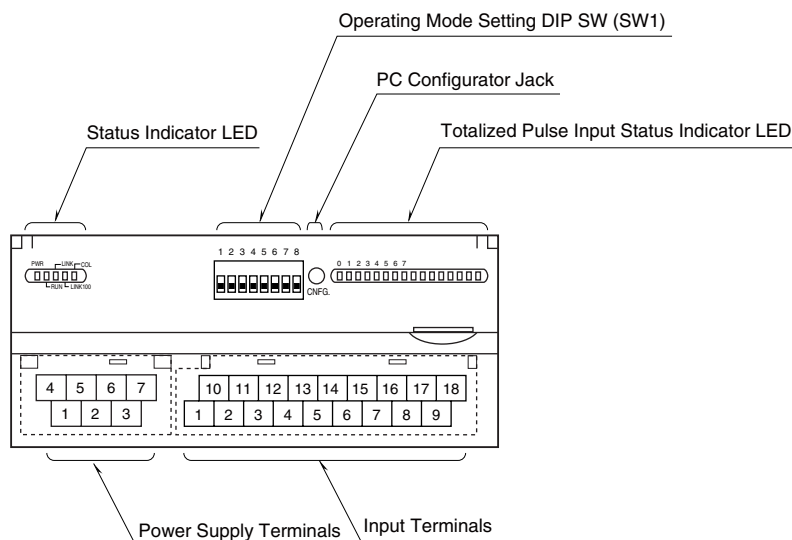 Operating Mode Setting DIP SW (SW1)
PC Configurator Jack
Status Indicator LED
Totalized Pulse Input Status Indicator LED
1 2 3 4 5 6 7 8
PWR LINK COL
RUN LINK100
CNFG.
0 1 2 3 4 5 6 7
4 5 6 7
1 2 3
10 11 12 13 14 15 16 17 18
1 2 3 4 5 6 7 8 9
Power Supply Terminals
Input Terminals